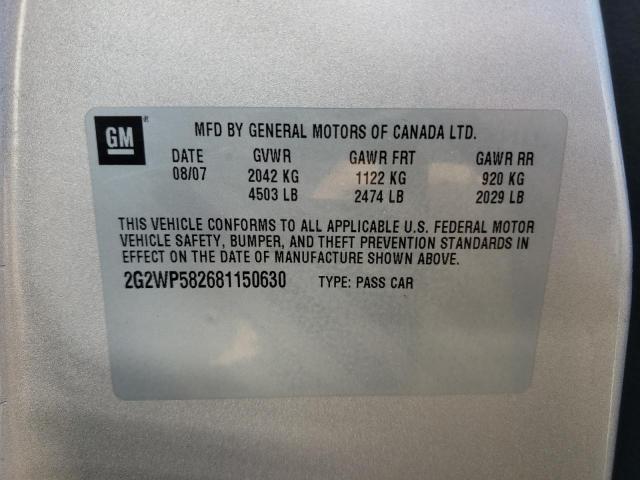 GM
®
MFD BY GENERAL MOTORS OF CANADA LTD.
DATE GVWR GAWR FRT GAWR RR
08/07 2042 KG 1122 KG 920 KG
4503 LB 2474 LB 2029 LB
THIS VEHICLE CONFORMS TO ALL APPLICABLE U.S. FEDERAL MOTOR
VEHICLE SAFETY, BUMPER, AND THEFT PREVENTION STANDARDS IN
EFFECT ON THE DATE OF MANUFACTURE SHOWN ABOVE.
2G2WP582681150630 TYPE: PASS CAR